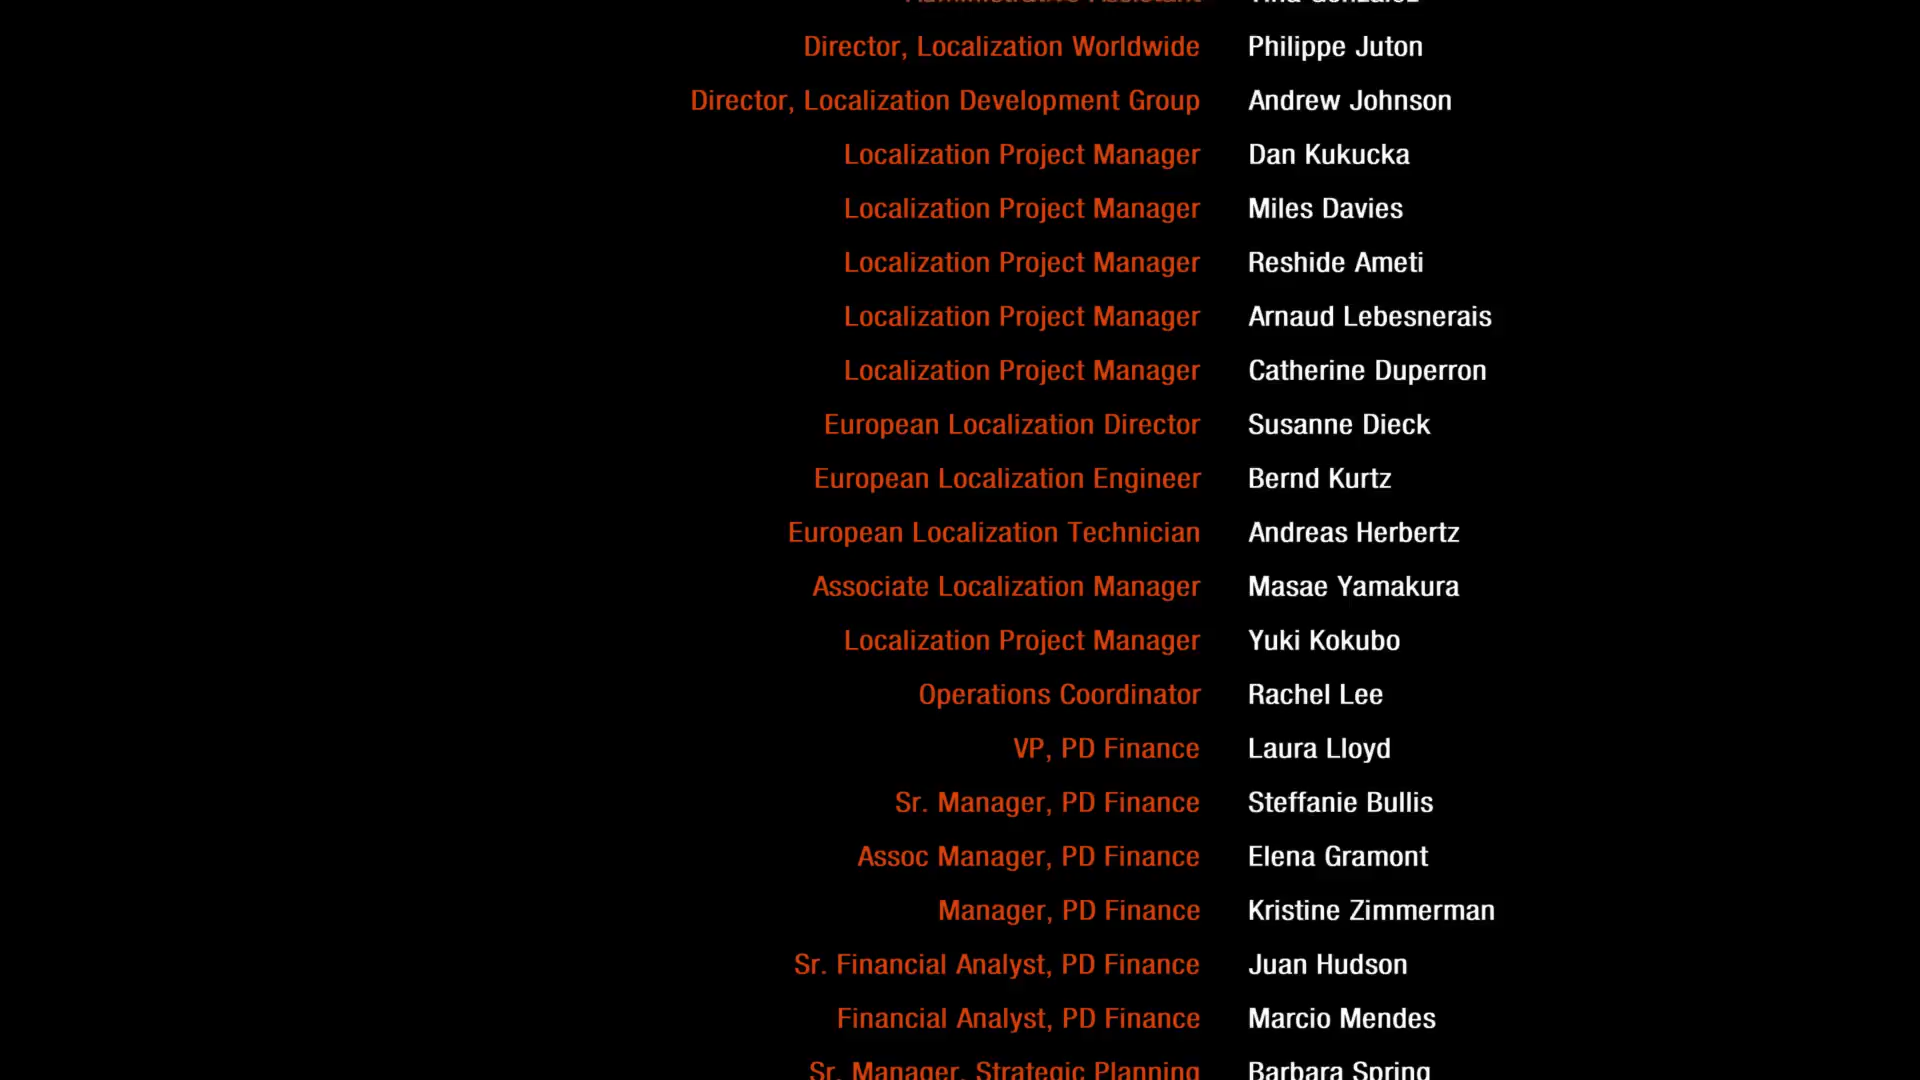 Administrative Assistant Tina Gonzalez
Director, Localization Worldwide Philippe Juton
Director, Localization Development Group Andrew Johnson
Localization Project Manager Dan Kukucka
Localization Project Manager Miles Davies
Localization Project Manager Reshide Ameti
Localization Project Manager Arnaud Lebesnerais
Localization Project Manager Catherine Duperron
European Localization Director Susanne Dieck
European Localization Engineer Bernd Kurtz
European Localization Technician Andreas Herbertz
Associate Localization Manager Masae Yamakura
Localization Project Manager Yuki Kokubo
Operations Coordinator Rachel Lee
VP, PD Finance Laura Lloyd
Sr. Manager, PD Finance Steffanie Bullis
Assoc Manager, PD Finance Elena Gramont
Manager, PD Finance Kristine Zimmerman
Sr. Financial Analyst, PD Finance Juan Hudson
Financial Analyst, PD Finance Marcio Mendes
Sr. Manager, Strategic Planning Barbara Spring